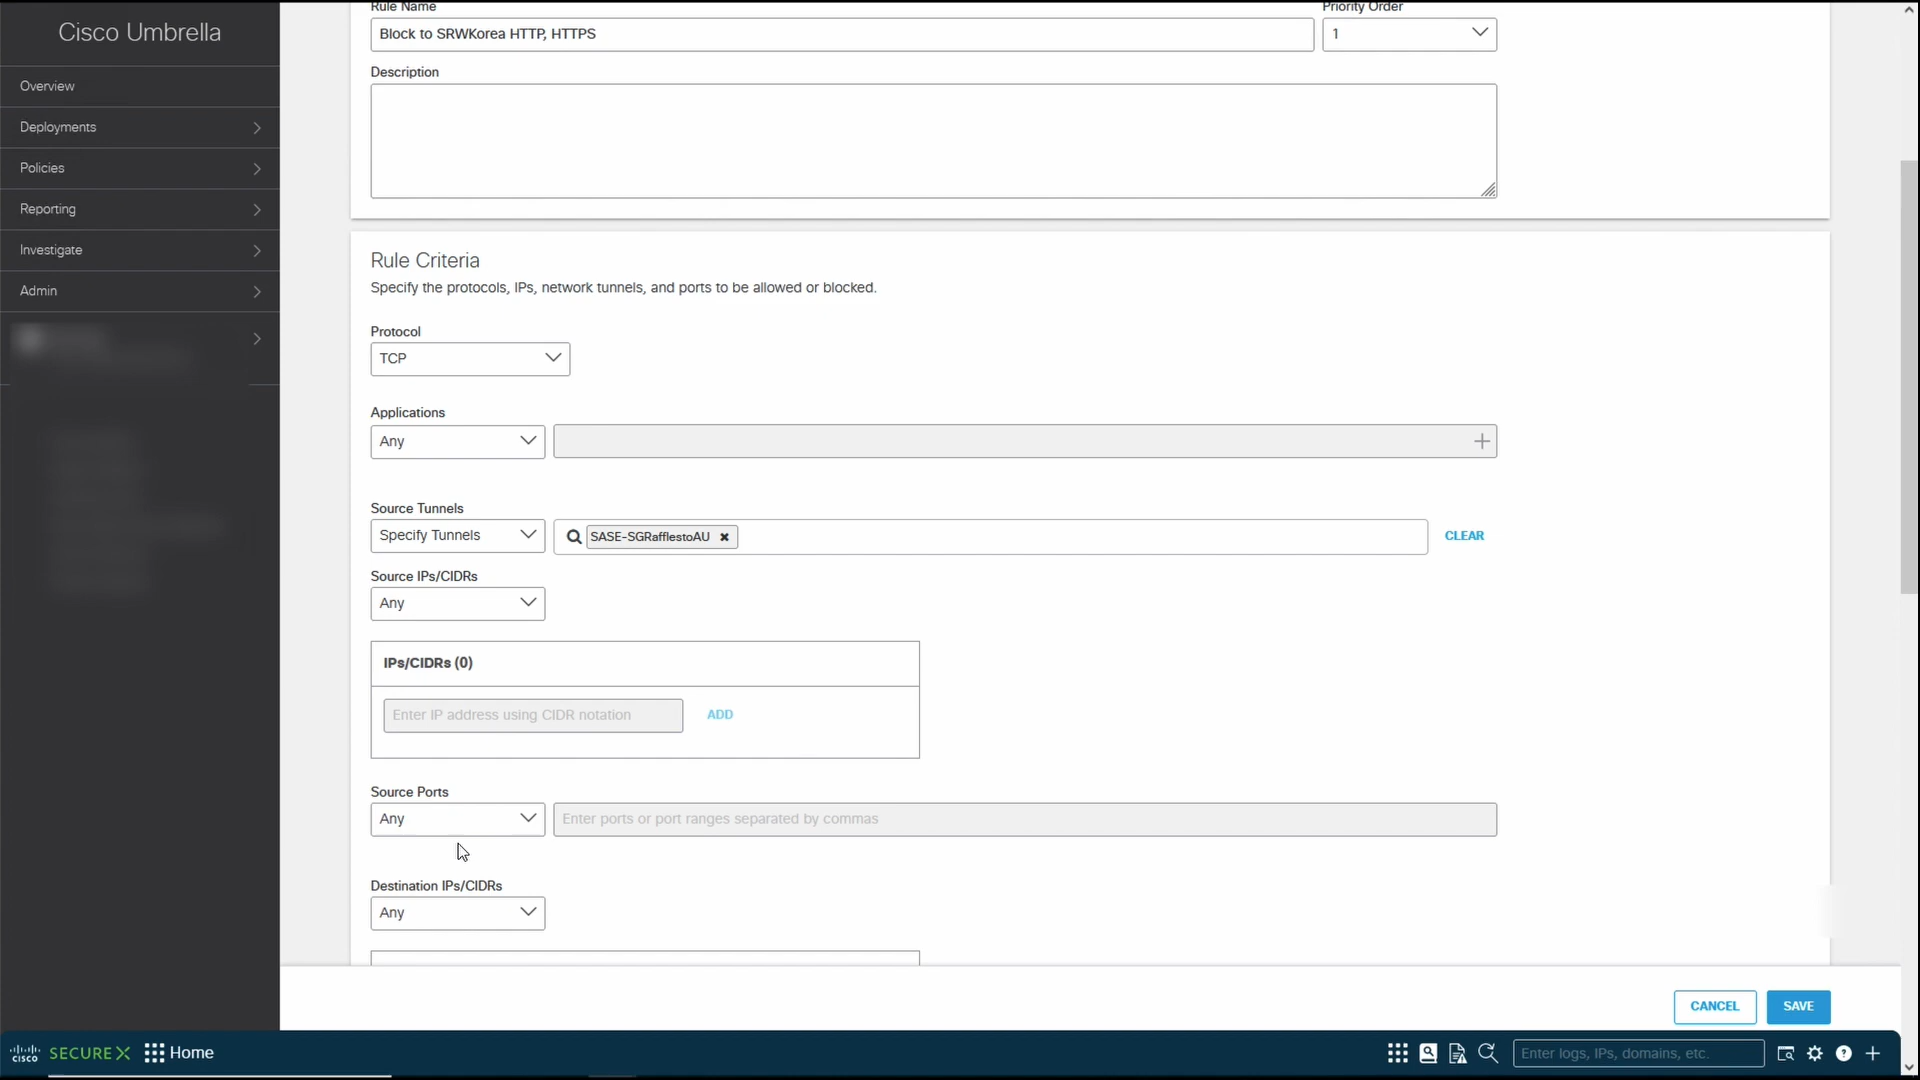 Cisco Umbrella
Overview
Deployments
Policies
Reporting
Investigate
Admin
Rule Name
Priority Order
Block to SRWKorea HTTP, HTTPS
1
Description
Rule Criteria
Specify the protocols, IPs, network tunnels, and ports to be allowed or blocked.
Protocol
TCP
Applications
Any
Source Tunnels
Specify Tunnels
SASE-SGRafflestoAU
CLEAR
Source IPs/CIDRs
Any
IPs/CIDRs (0)
Enter IP address using CIDR notation
ADD
Source Ports
Any
Enter ports or port ranges separated by commas
Destination IPs/CIDRs
Any
CANCEL
SAVE
cisco SECUREX Home
Enter logs, IPs, domains, etc.